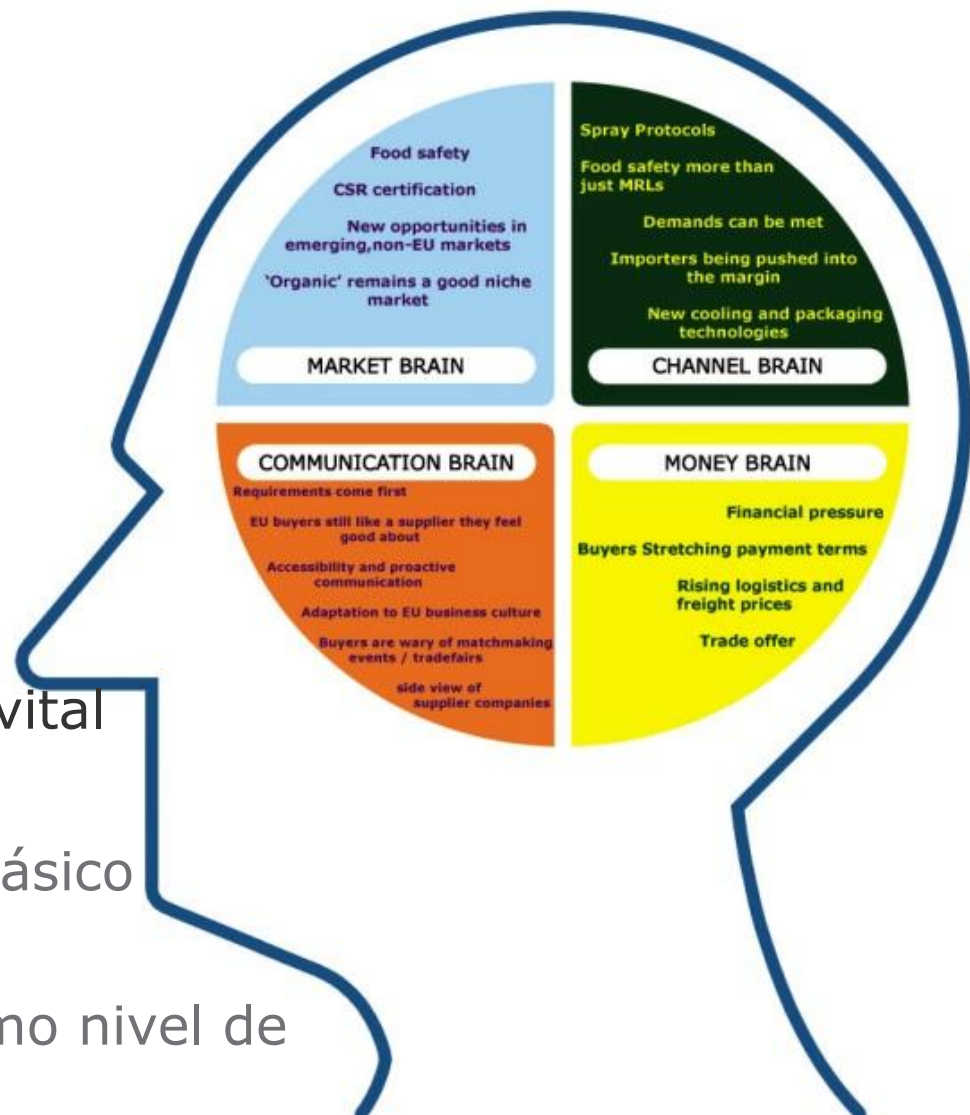 Food safety
CSR certification
New opportunities in
emerging,non-EU markets
'Organic' remains a good niche
market
MARKET BRAIN
Spray Protocols
Food safety more than
just MRLs
Demands can be met
Importers being pushed into
the margin
New cooling and packaging
technologies
CHANNEL BRAIN
COMMUNICATION BRAIN
Requirements come first
EU buyers still like a supplier they feel
good about
Accessibility and proactive
communication
Adaptation to EU business culture
Buyers are wary of matchmaking
events / tradefairs
side view of
supplier companies
MONEY BRAIN
Financial pressure
Buyers Stretching payment terms
Rising logistics and
freight prices
Trade offer
vital
ásico
mo nivel de